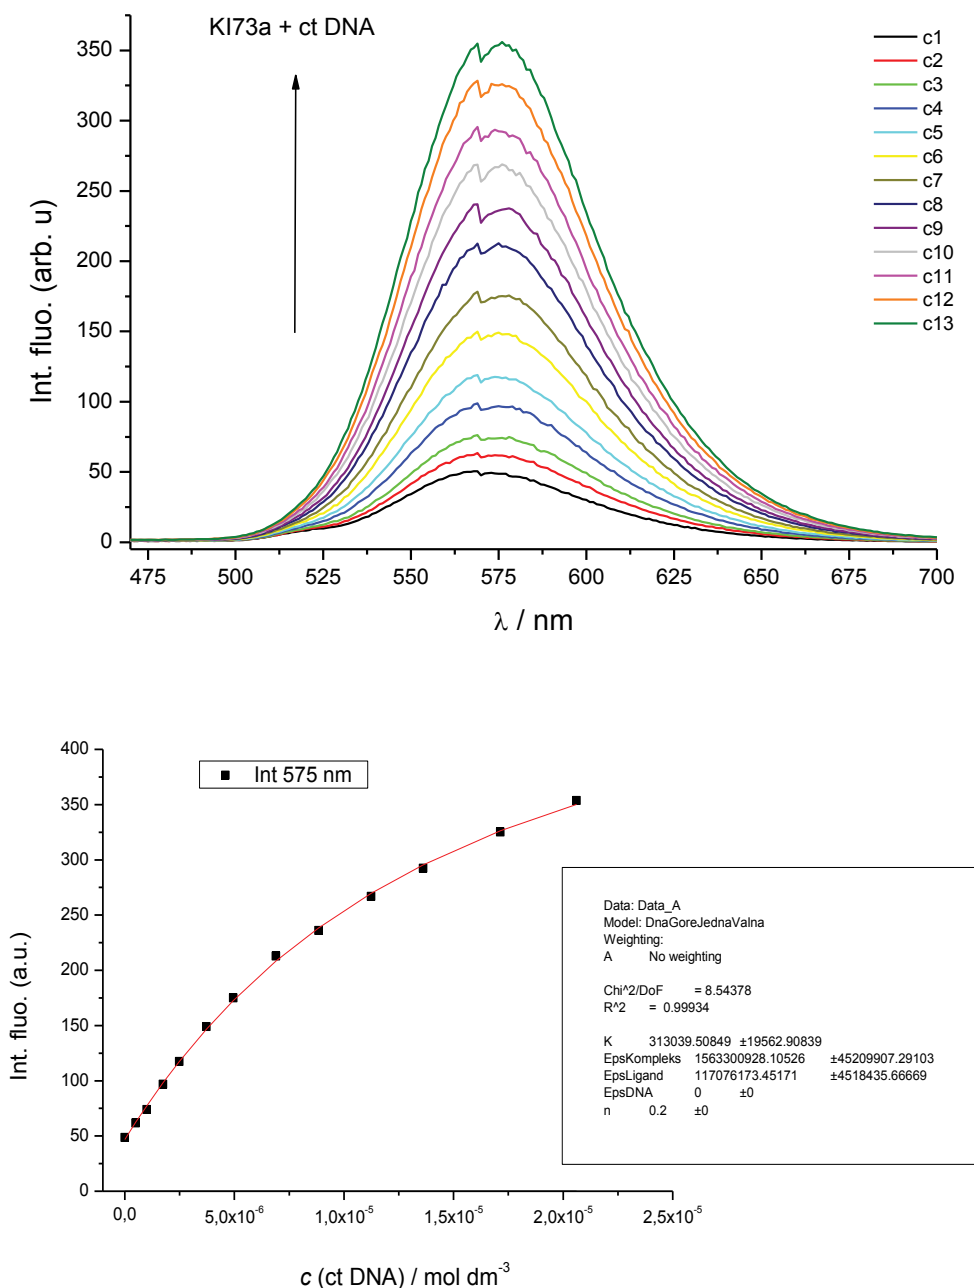 KI73a + ct DNA
350
300
250
200
150
100
50
0
Int. fluo. (arb. u)
475 500 525 550 575 600 625 650 675 700
λ / nm
c1
c2
c3
c4
c5
c6
c7
c8
c9
c10
c11
c12
c13
400
350
300
250
200
150
100
50
0
Int. fluo. (a.u.)
Int 575 nm
0,0 5,0x10⁻⁶ 1,0x10⁻⁵ 1,5x10⁻⁵ 2,0x10⁻⁵ 2,5x10⁻⁵
c (ct DNA) / mol dm⁻³
Data: Data_A
Model: DnaGoreJednaValna
Weighting:
A No weighting
Chi^2/DoF = 8.54378
R^2 = 0.99934
K 313039.50849 ±19562.90839
EpsKompleks 1563300928.10526 ±45209907.29103
EpsLigand 117076173.45171 ±4518435.66669
EpsDNA 0 ±0
n 0.2 ±0